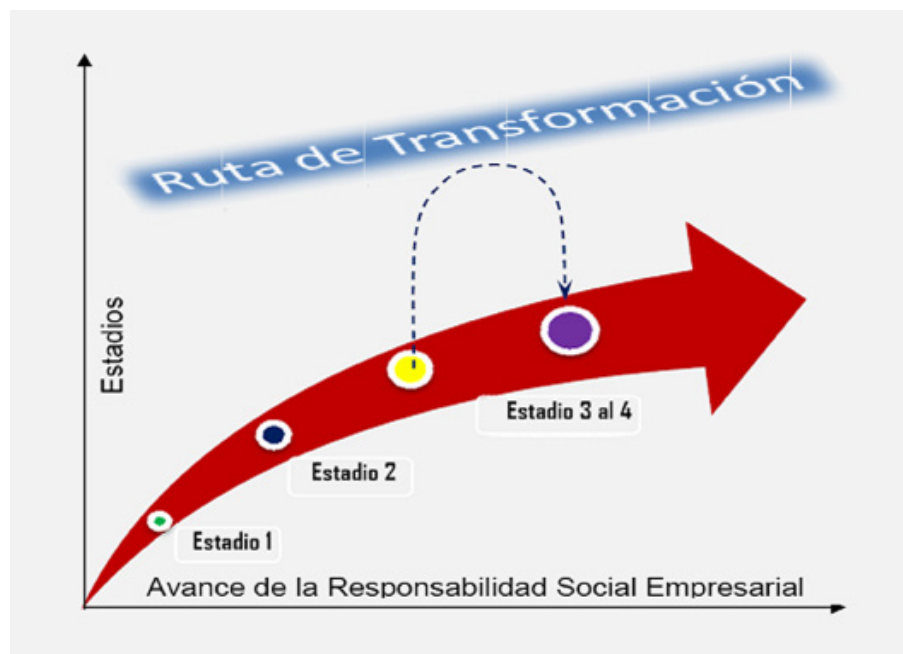 Ruta de Transformación
Estadios
Estadio 3 al 4
Estadio 2
Estadio 1
Avance de la Responsabilidad Social Empresarial